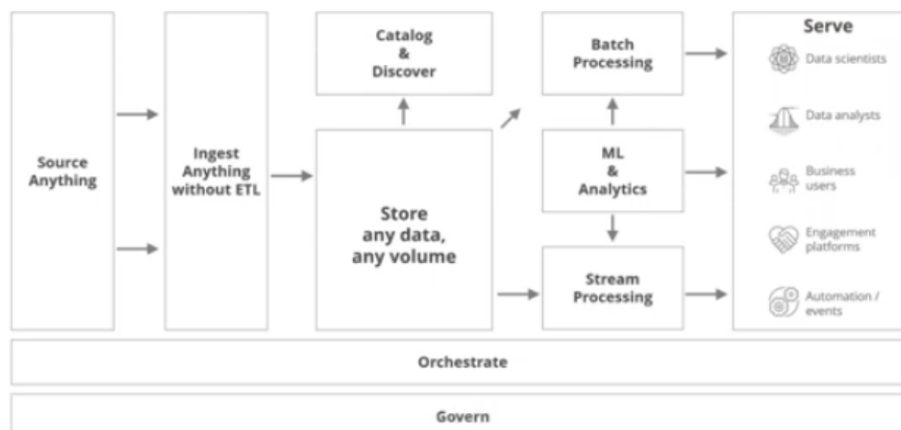 Source
Anything
Ingest
Anything
without ETL
Catalog
&
Discover
Store
any data,
any volume
Batch
Processing
ML
&
Analytics
Stream
Processing
Serve
Data scientists
Data analysts
Business
users
Engagement
platforms
Automation /
events
Orchestrate
Govern